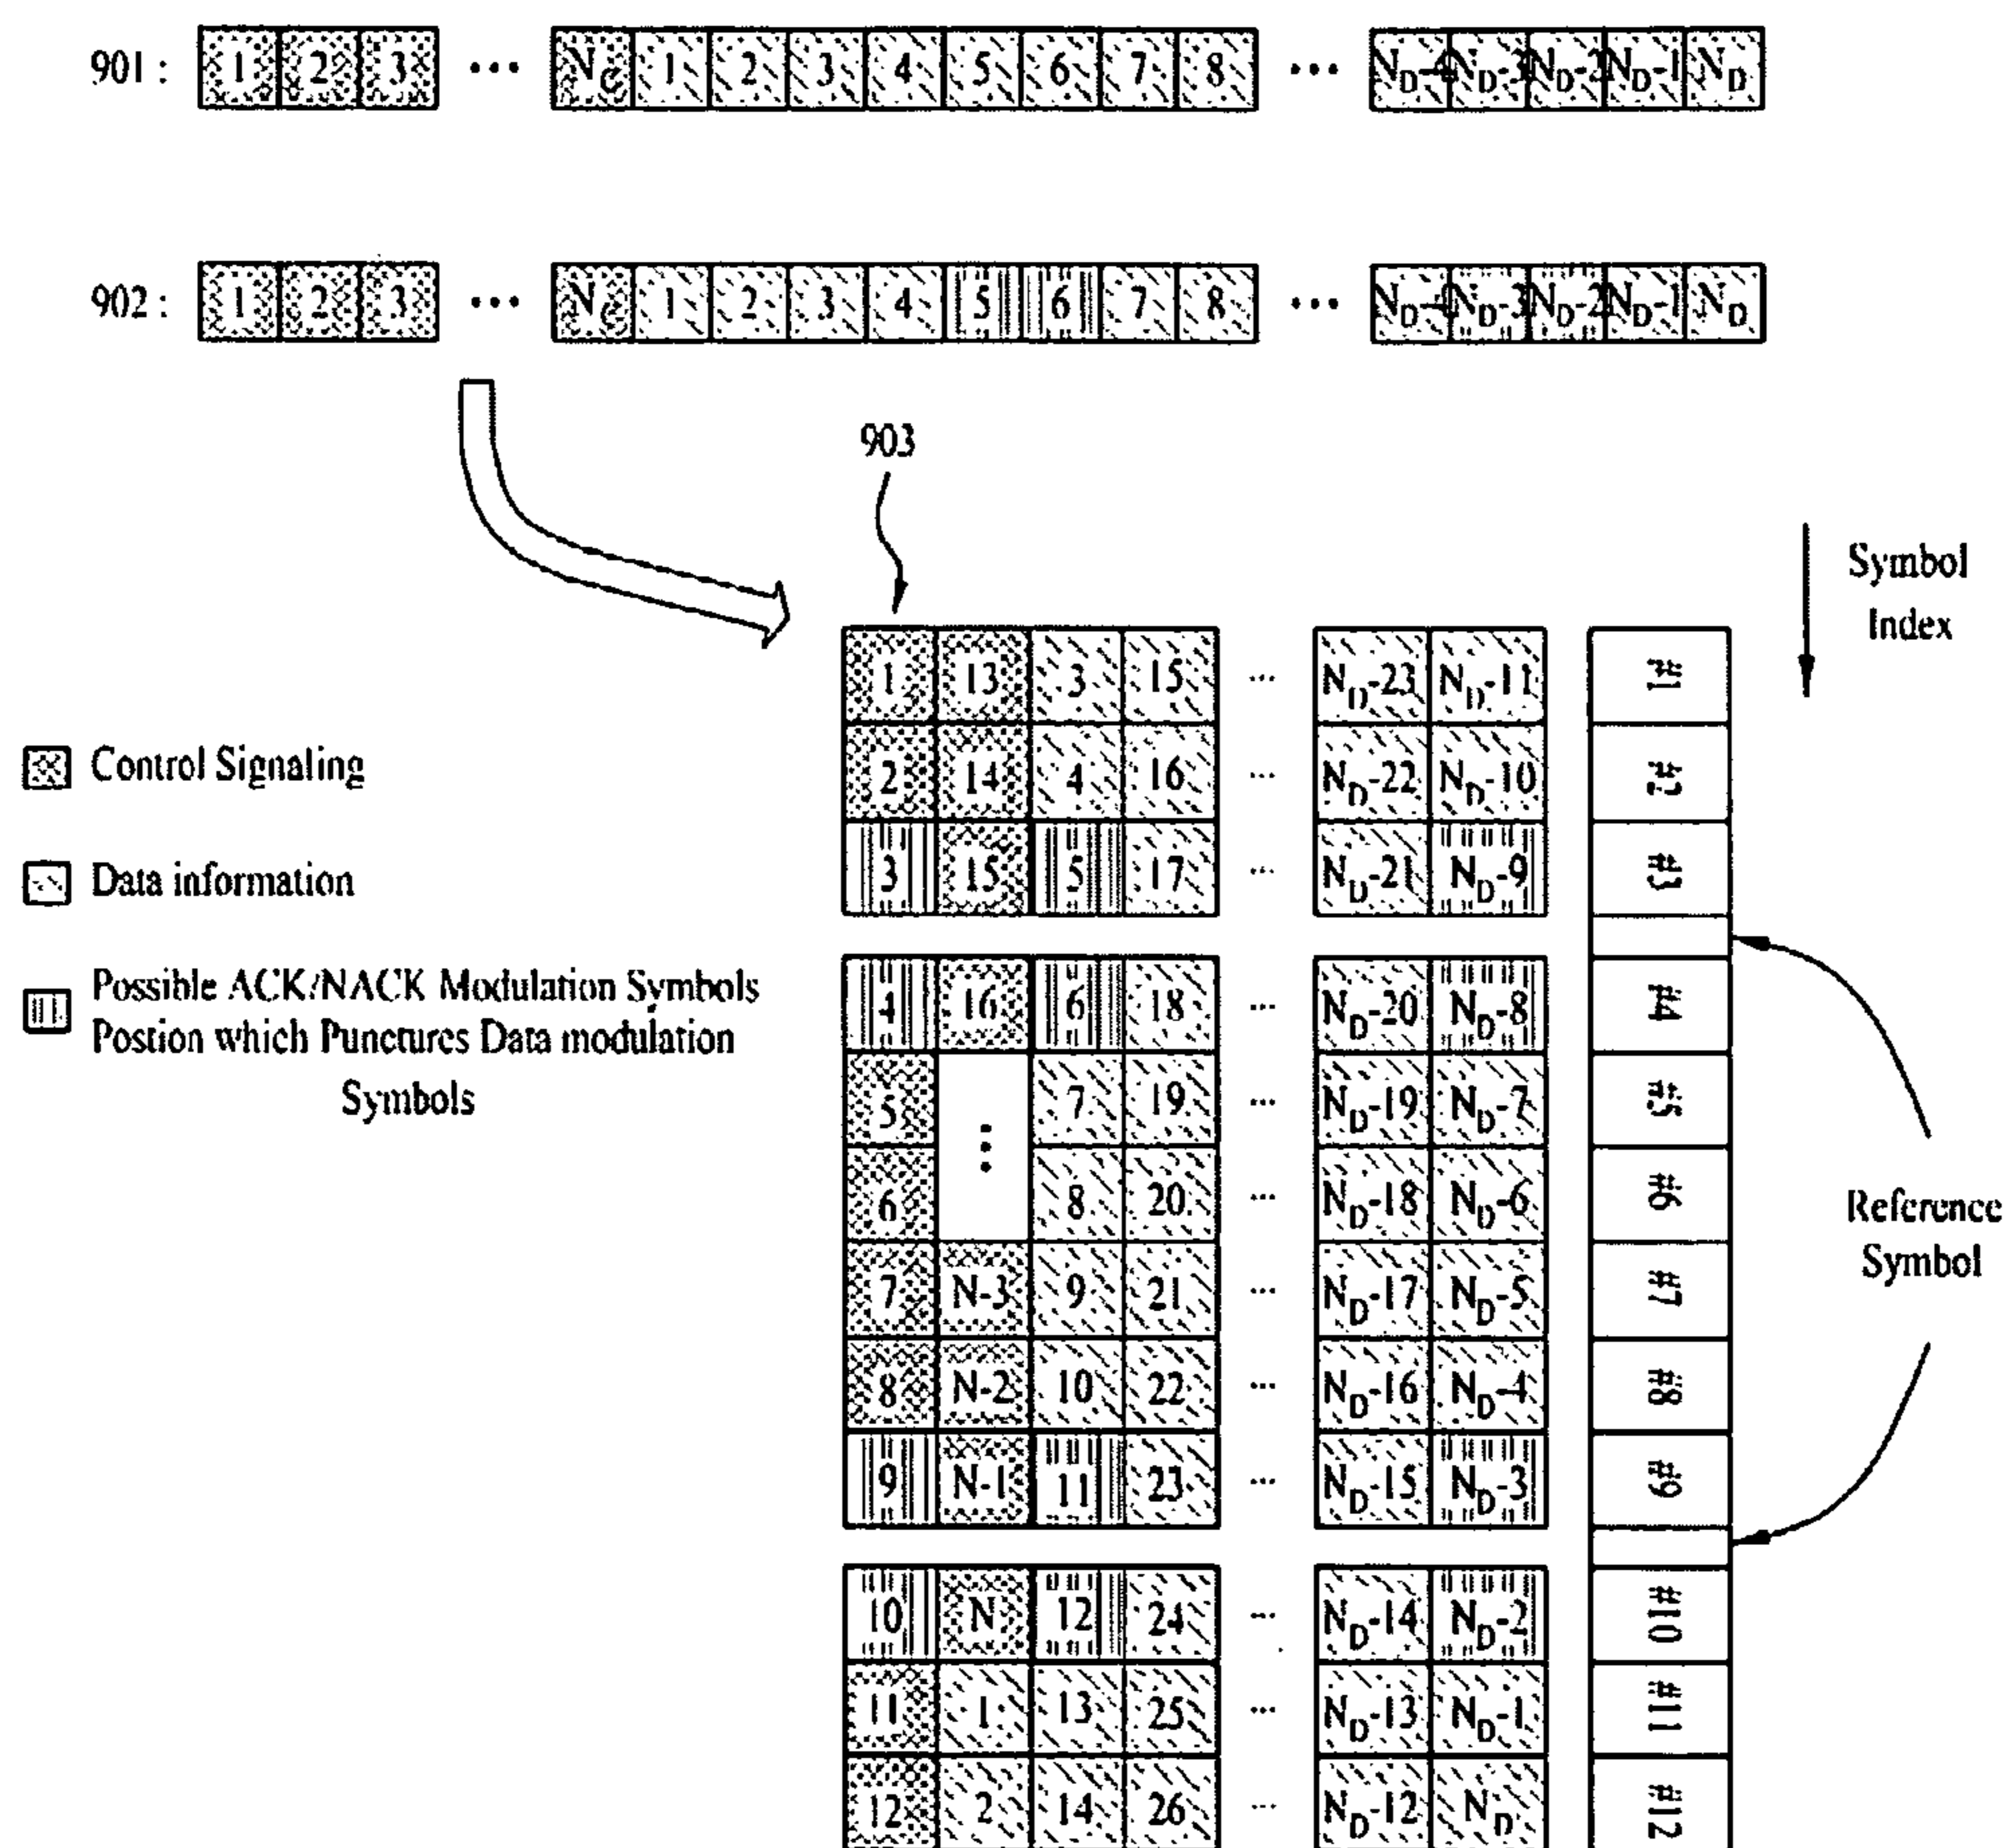 901 : 1 2 3 ... N_C 1 2 3 4 5 6 7 8 ... N_D-4 N_D-3 N_D-2 N_D-1 N_D
902 : 1 2 3 ... N_C 1 2 3 4 5 6 7 8 ... N_D-4 N_D-3 N_D-2 N_D-1 N_D
903
Symbol
Index
1 13 3 15 ... N_D-23 N_D-11 #1
2 14 4 16 ... N_D-22 N_D-10 #2
3 15 5 17 ... N_D-21 N_D-9 #3
4 16 6 18 ... N_D-20 N_D-8 #4
5 ... 7 19 ... N_D-19 N_D-7 #5
6 8 20 ... N_D-18 N_D-6 #6
7 N-3 9 21 ... N_D-17 N_D-5 #7
8 N-2 10 22 ... N_D-16 N_D-4 #8
9 N-1 11 23 ... N_D-15 N_D-3 #9
10 N 12 24 ... N_D-14 N_D-2 #10
11 1 13 25 ... N_D-13 N_D-1 #11
12 2 14 26 ... N_D-12 N_D #12
Control Signaling
Data information
Possible ACK/NACK Modulation Symbols
Postion which Punctures Data modulation
Symbols
Reference
Symbol